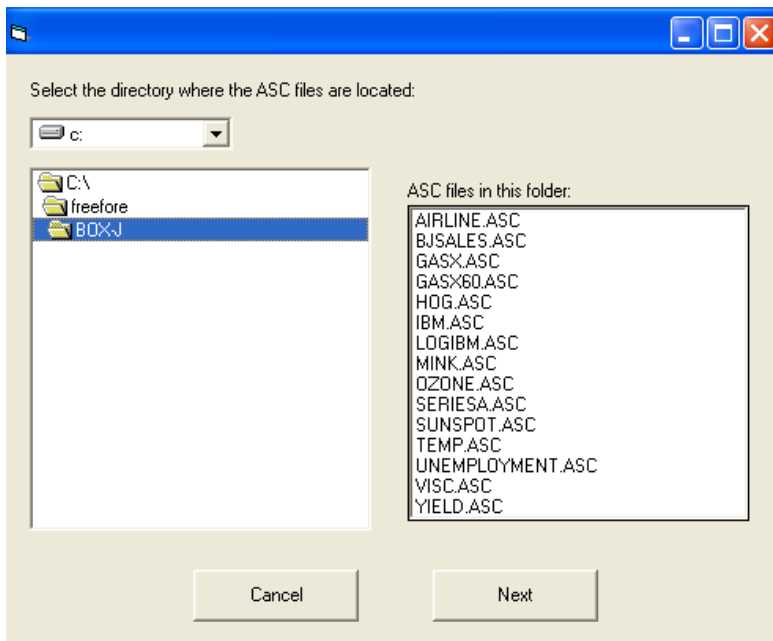 Select the directory where the ASC files are located:
c:
C:\
freefore
BOXJ
ASC files in this folder:
AIRLINE.ASC
BJSALES.ASC
GASX.ASC
GASX60.ASC
HOG.ASC
IBM.ASC
LOGIBM.ASC
MINK.ASC
OZONE.ASC
SERIESA.ASC
SUNSPOT.ASC
TEMP.ASC
UNEMPLOYMENT.ASC
VISC.ASC
YIELD.ASC
Cancel
Next